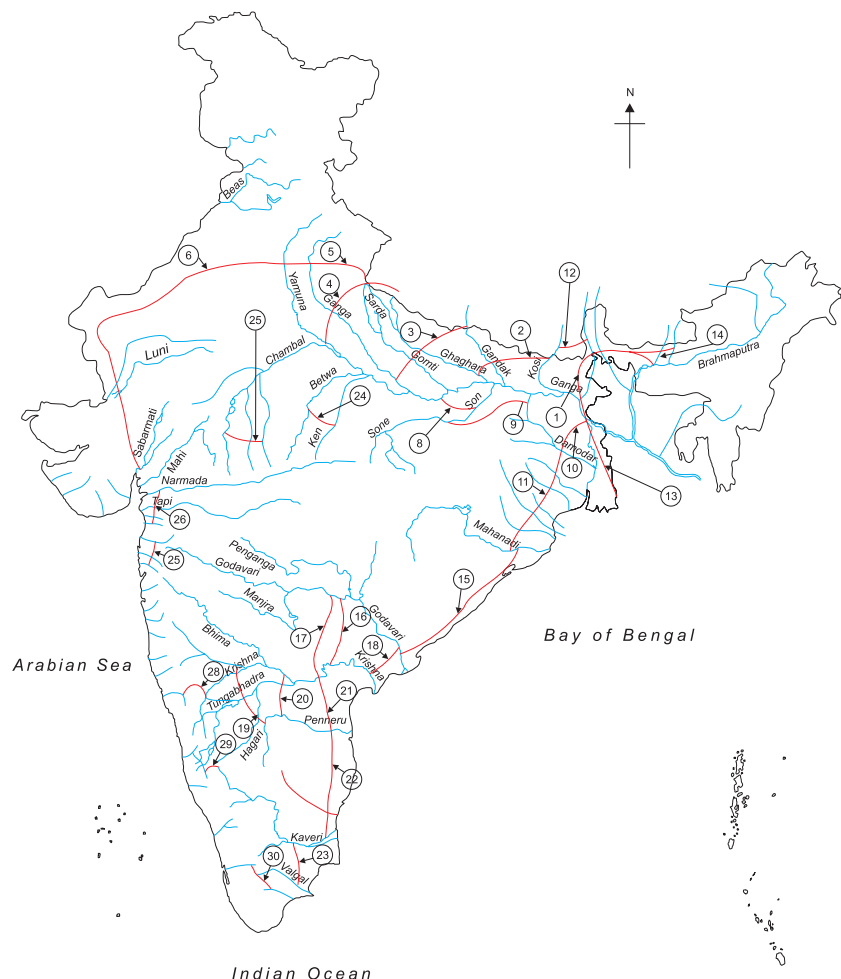 N
Beas
6
5
12
4
Yamuna
Ganga
Sarda
25
3
2
14
Luni
Chambal
Gomti
Ghaghara
Gandak
Kosi
Ganga
1
Brahmaputra
Betwa
24
Sabarmati
Mahi
Ken
Sone
8
Son
9
Damodar
10
Narmada
11
13
Tapi
26
Mahanadi
25
Penganga
Godavari
15
Manjra
16
Godavari
17
18
Bay of Bengal
Bhima
Krishna
Arabian Sea
28
Krishna
Tungabhadra
20
21
19
Penneru
Hagari
29
22
Kaveri
30
23
Valgal
Indian Ocean